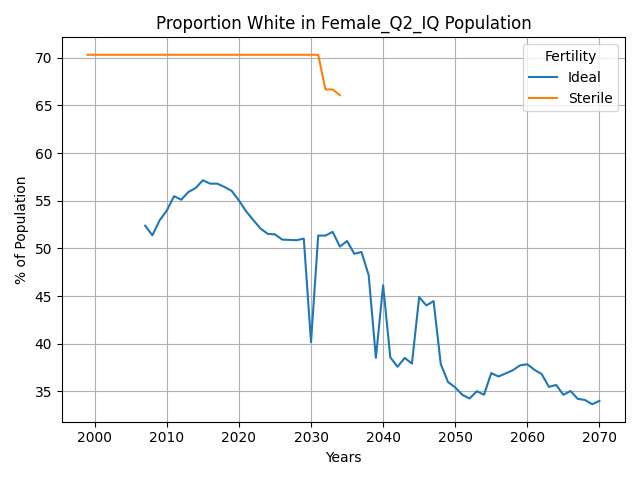 Proportion White in Female_Q2_IQ Population
Fertility
Ideal
Sterile
% of Population
70
65
60
55
50
45
40
35
2000
2010
2020
2030
2040
2050
2060
2070
Years